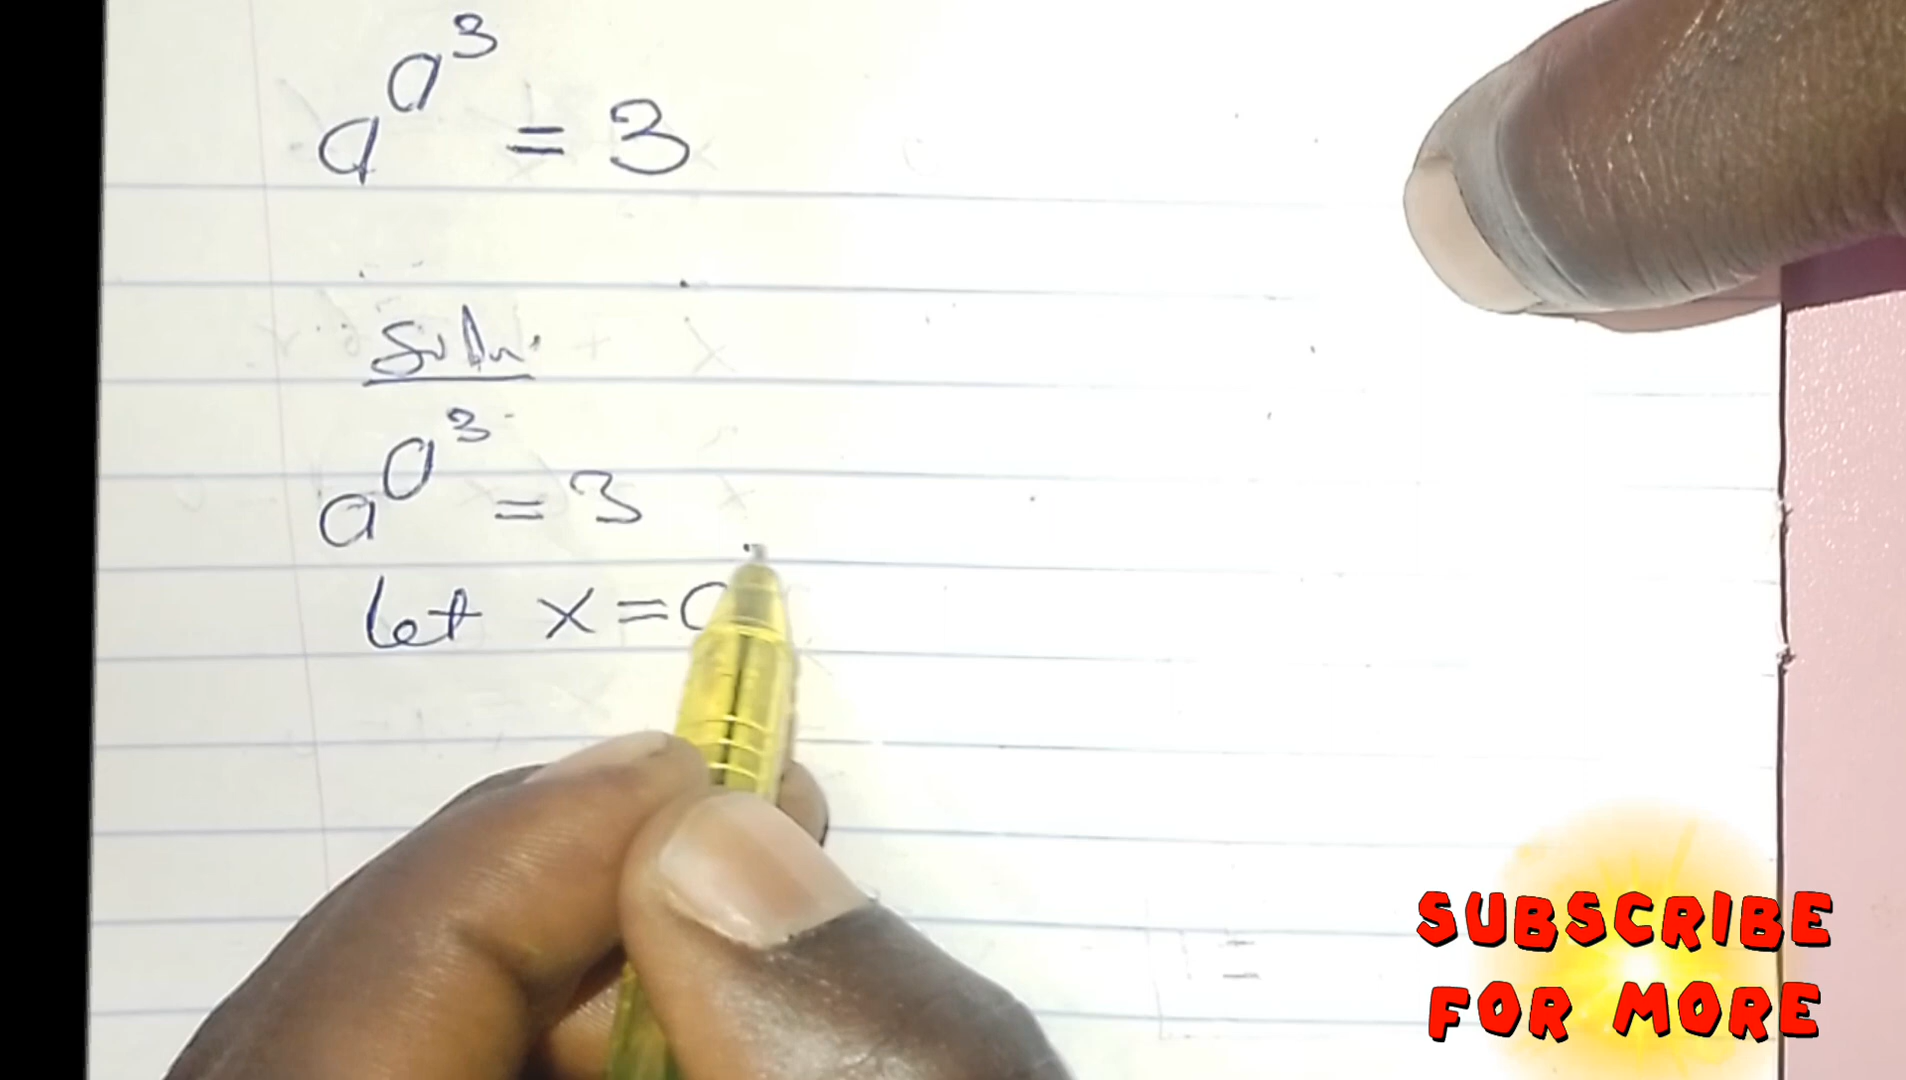 a^a^3 = 3
Soln.
a^a^3 = 3
Let x = a
SUBSCRIBE
FOR MORE